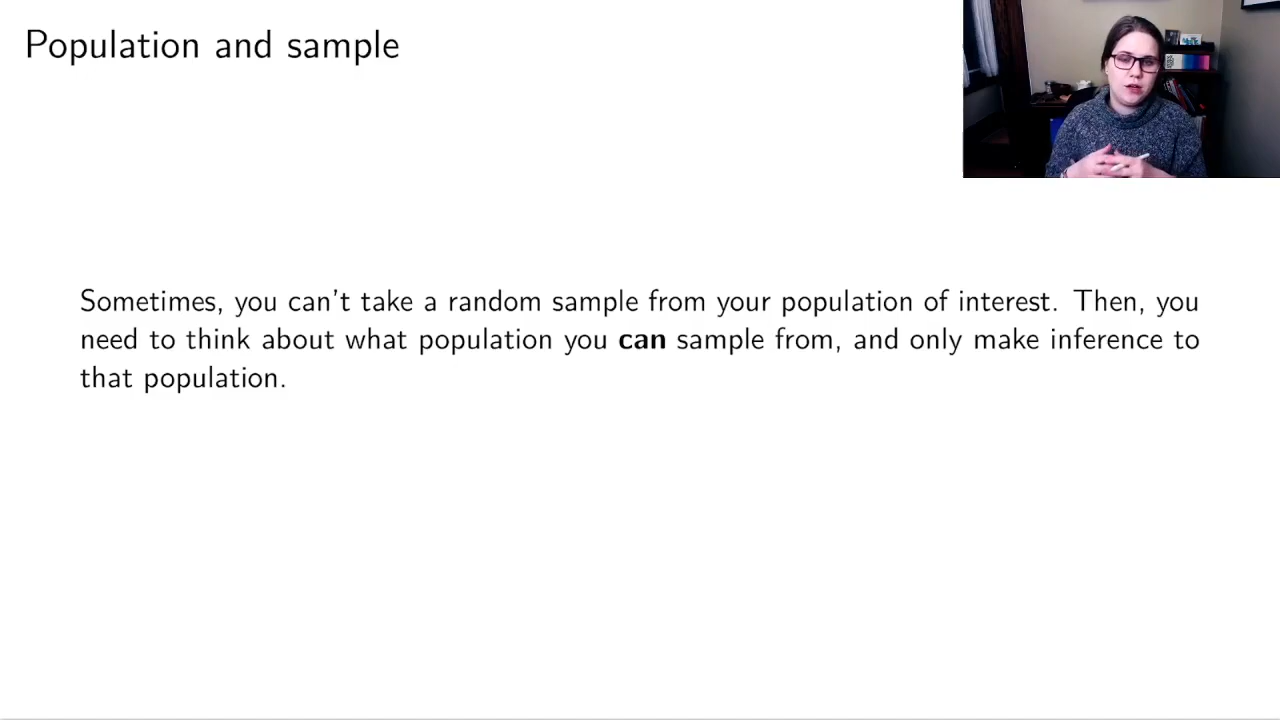 Population and sample
Sometimes, you can't take a random sample from your population of interest. Then, you
need to think about what population you can sample from, and only make inference to
that population.